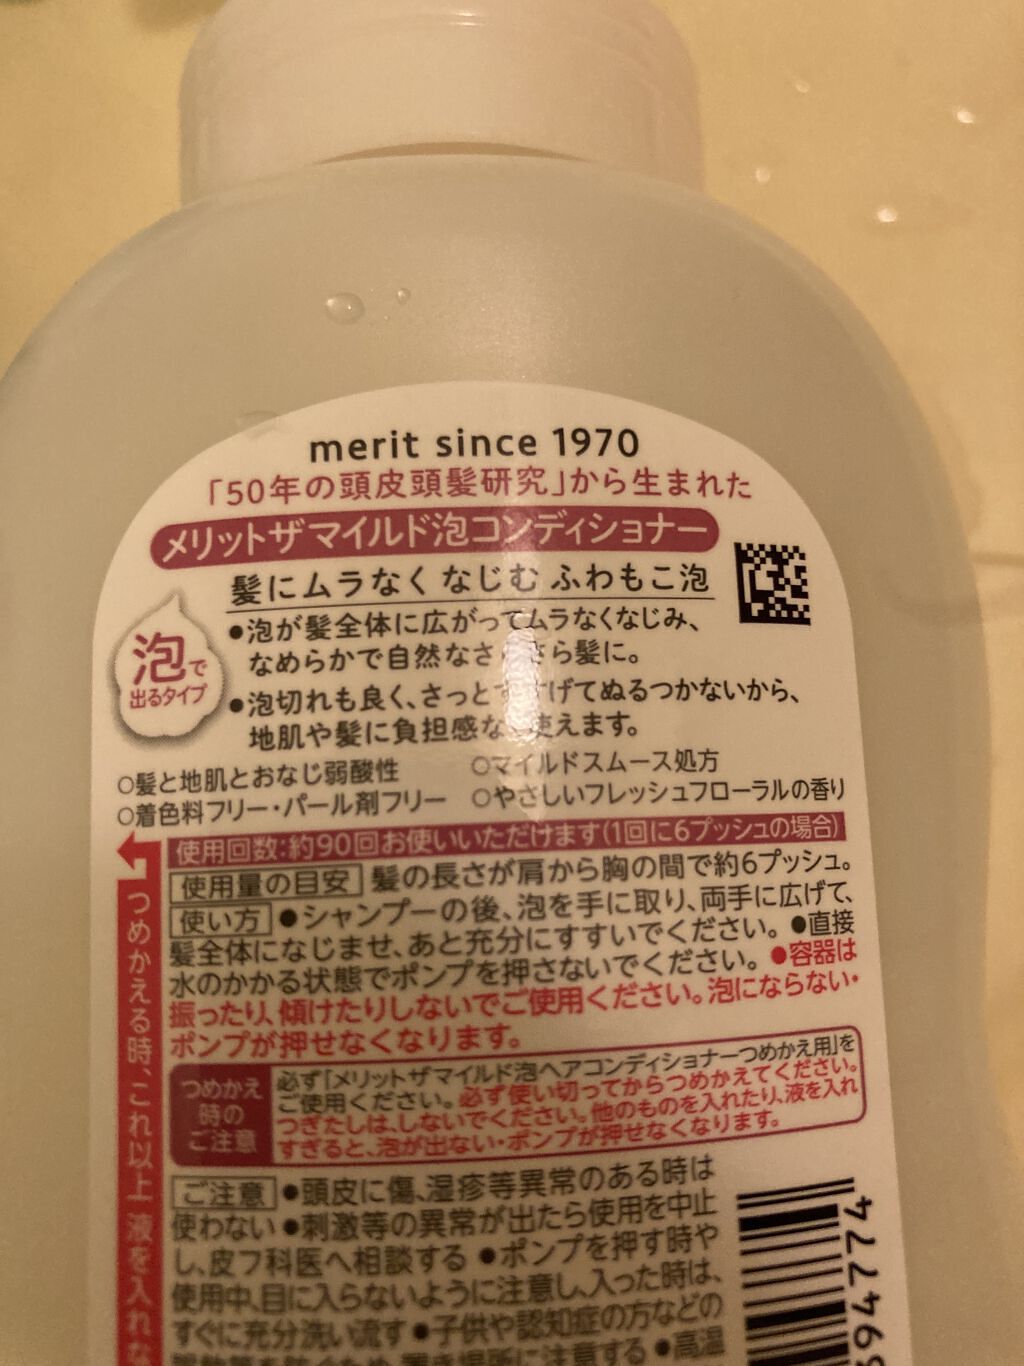 merit since 1970
「50年の頭皮頭髪研究」から生まれた
メリットザマイルド泡コンディショナー
髪にムラなくなじむ ふわもこ泡
泡で
出るタイプ
●泡が髪全体に広がってムラなくなじみ、
なめらかで自然なさ ら髪に。
●泡切れも良く、さっと げてぬるつかないから、
地肌や髪に負担感な 使えます。
○髪と地肌とおなじ弱酸性 ○マイルドスムース処方
○着色料フリー・パール剤フリー ○やさしいフレッシュフローラルの香り
使用回数:約90回お使いいただけます(1回に6プッシュの場合)
使用量の目安 髪の長さが肩から胸の間で約6プッシュ。
使い方 ●シャンプーの後、泡を手に取り、両手に広げて、
髪全体になじませ、あと充分にすすいでください。●直接
水のかかる状態でポンプを押さないでください。●容器は
振ったり、傾けたりしないでご使用ください。泡にならない・
ポンプが押せなくなります。
つめかえ
時の
ご注意
必ず「メリットザマイルド泡ヘアコンディショナーつめかえ用」を
ご使用ください。必ず使い切ってからつめかえてください。
つぎたしは、しないでください。他のものを入れたり、液を入れ
すぎると、泡が出ない・ポンプが押せなくなります。
ご注意 ●頭皮に傷、湿疹等異常のある時は
使わない ●刺激等の異常が出たら使用を中止
し、皮フ科医へ相談する ●ポンプを押す時や
使用中、目に入らないように注意し、入った時は、
すぐに充分洗い流す ●子供や認知症の方などの
置き場所に注意する ●高温
つめかえる時、これ以上 液を入れな
994 7724